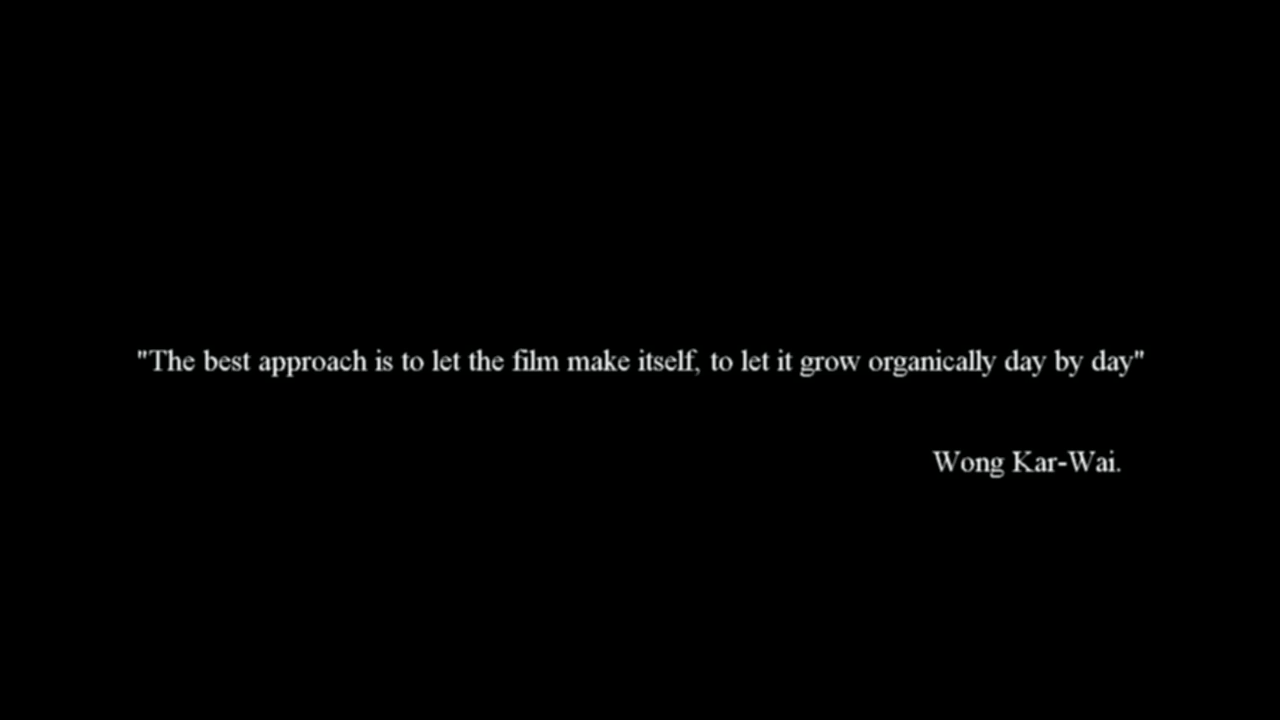 "The best approach is to let the film make itself, to let it grow organically day by day"
Wong Kar-Wai.